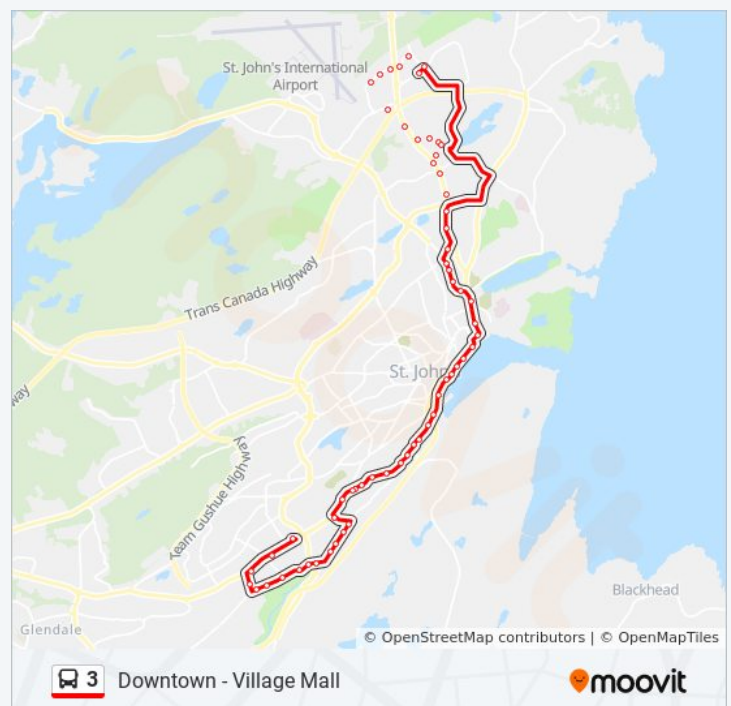 St. John's International
Airport
Trans Canada Highway
St. John
way
Team Gushue Highway
Blackhead
Glendale
© OpenStreetMap contributors | © OpenMapTiles
3 Downtown - Village Mall
moovit